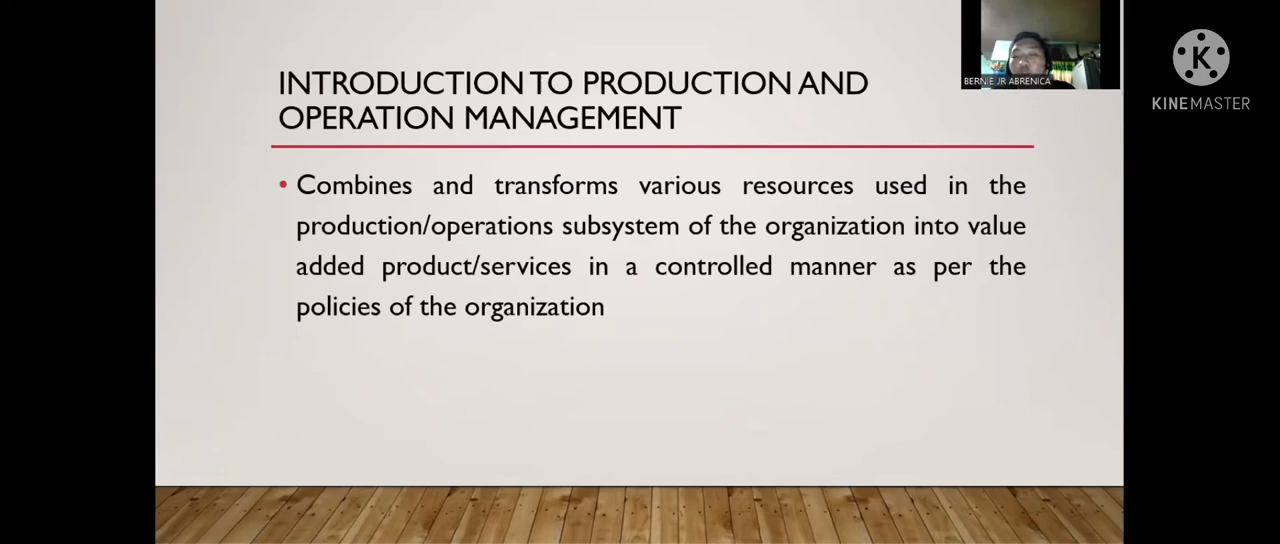 INTRODUCTION TO PRODUCTION AND
OPERATION MANAGEMENT
• Combines and transforms various resources used in the
production/operations subsystem of the organization into value
added product/services in a controlled manner as per the
policies of the organization
BERNIE JR ABRENICA
K
KINEMASTER